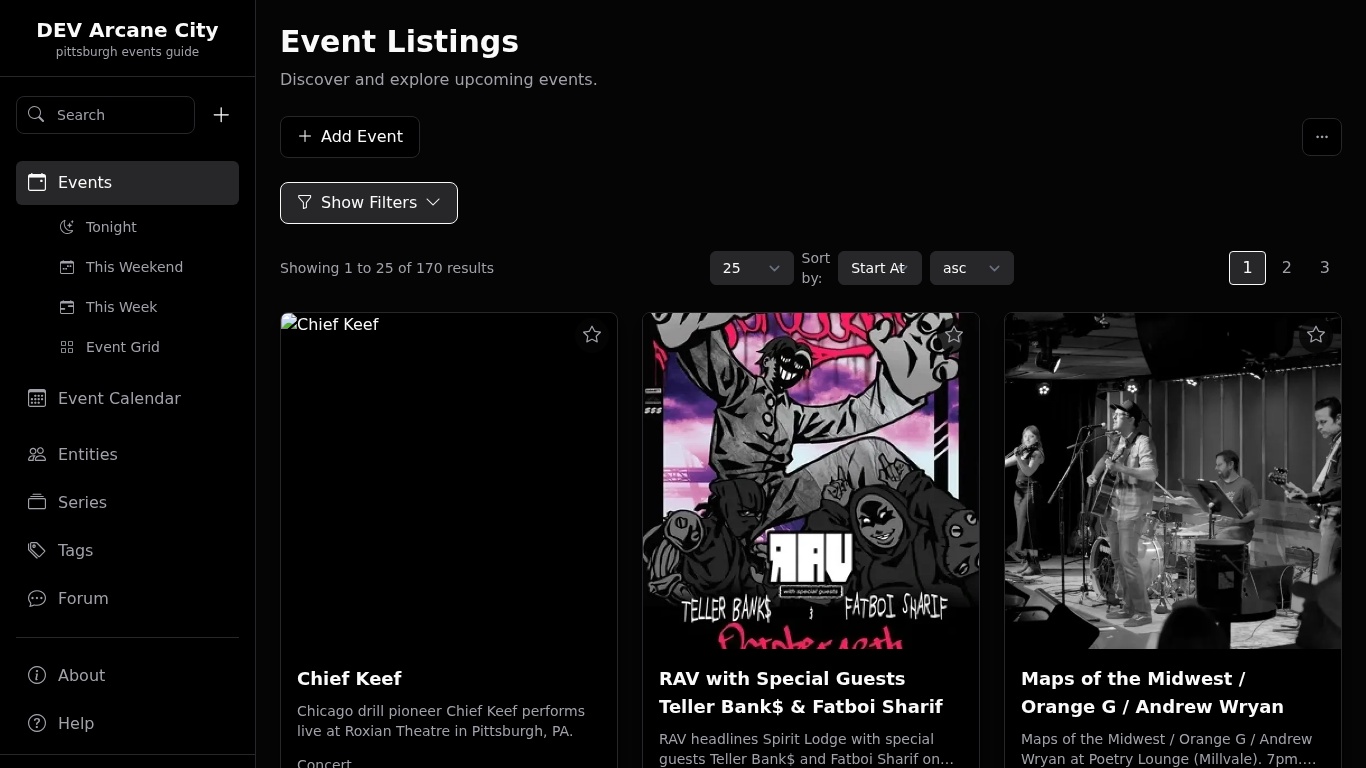 DEV Arcane City
pittsburgh events guide
Search
Events
Tonight
This Weekend
This Week
Event Grid
Event Calendar
Entities
Series
Tags
Forum
About
Help
Event Listings
Discover and explore upcoming events.
Add Event
Show Filters
Showing 1 to 25 of 170 results
25
Sort
by:
Start At
asc
1 2 3
Chief Keef
RAV
with special guests
TELLER BANK$ & FATBOI SHARIF
Chief Keef
Chicago drill pioneer Chief Keef performs
live at Roxian Theatre in Pittsburgh, PA.
Concert
RAV with Special Guests
Teller Bank$ & Fatboi Sharif
RAV headlines Spirit Lodge with special
guests Teller Bank$ and Fatboi Sharif on…
Maps of the Midwest /
Orange G / Andrew Wryan
Maps of the Midwest / Orange G / Andrew
Wryan at Poetry Lounge (Millvale). 7pm.…